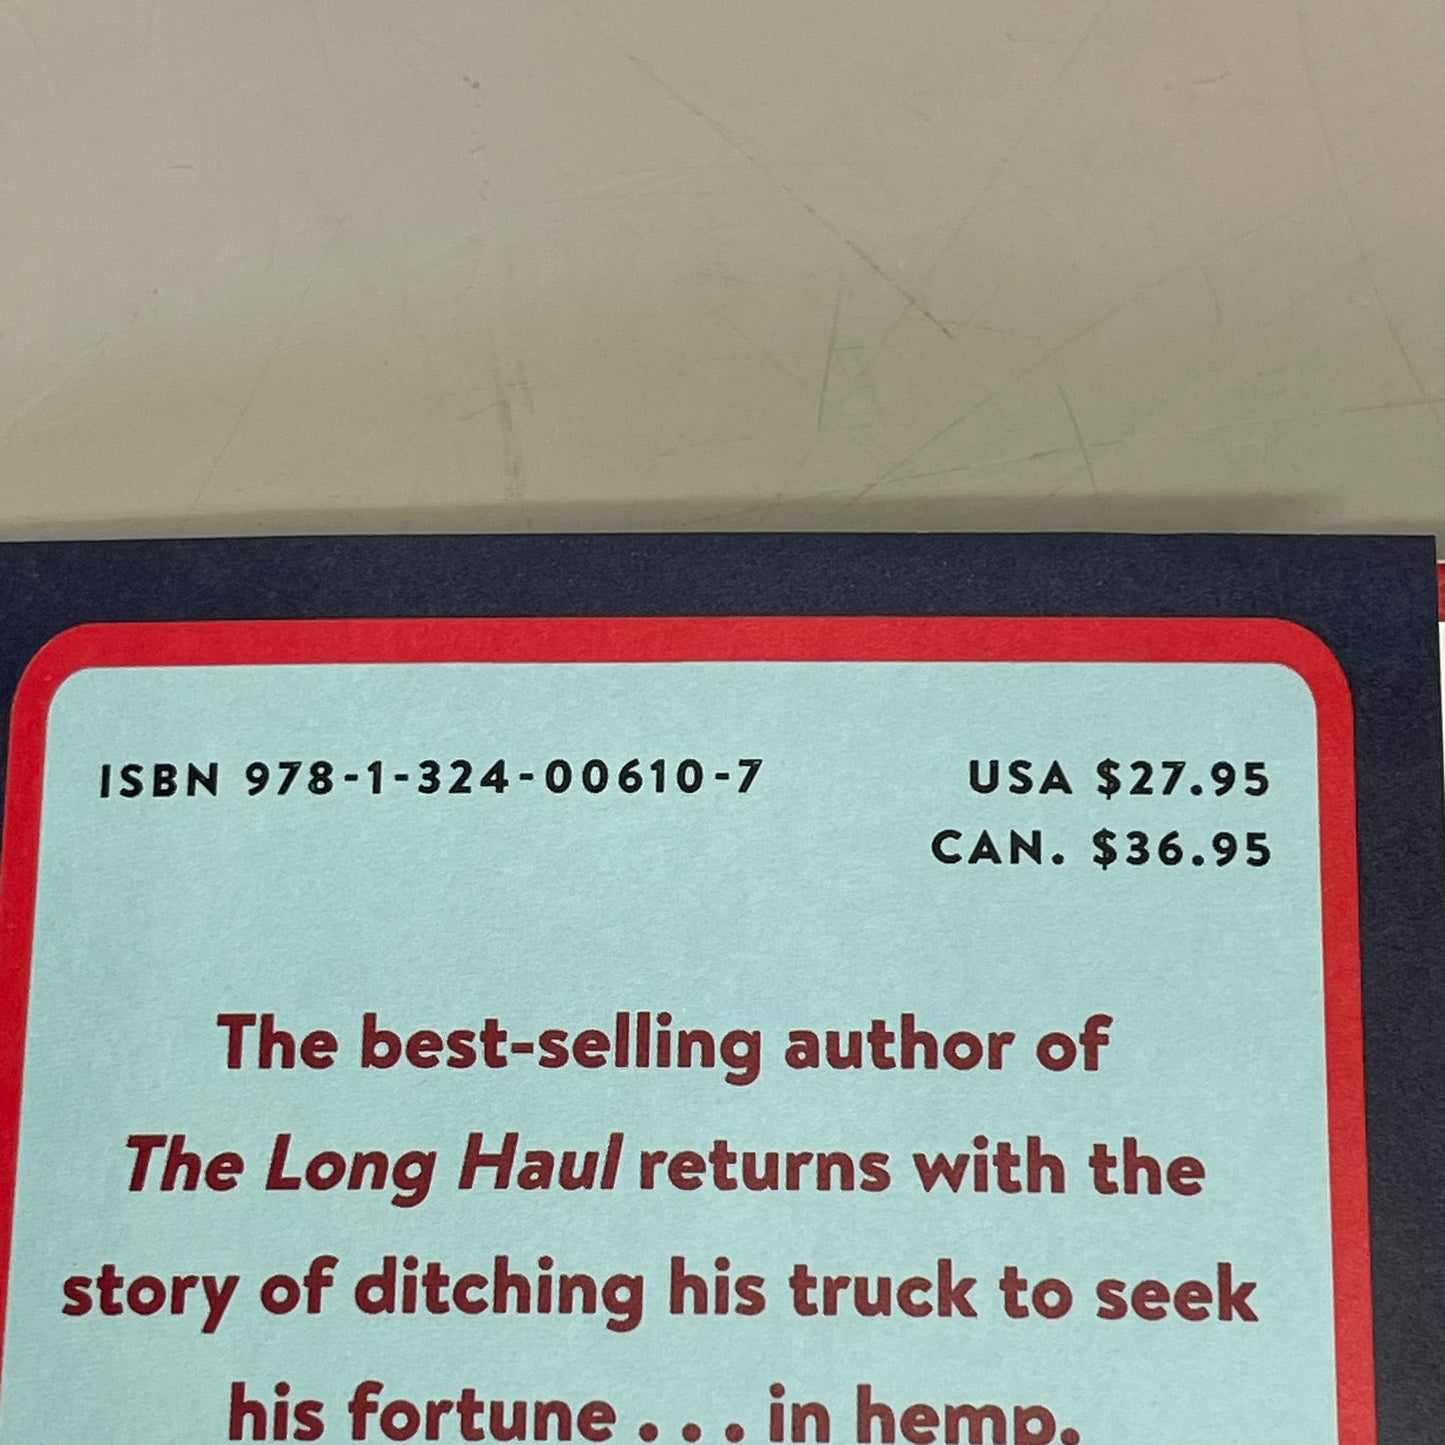 ISBN 978-1-324-00610-7 USA $27.95
CAN. $36.95
The best-selling author of
The Long Haul returns with the
story of ditching his truck to seek
his fortune . . . in hemp.